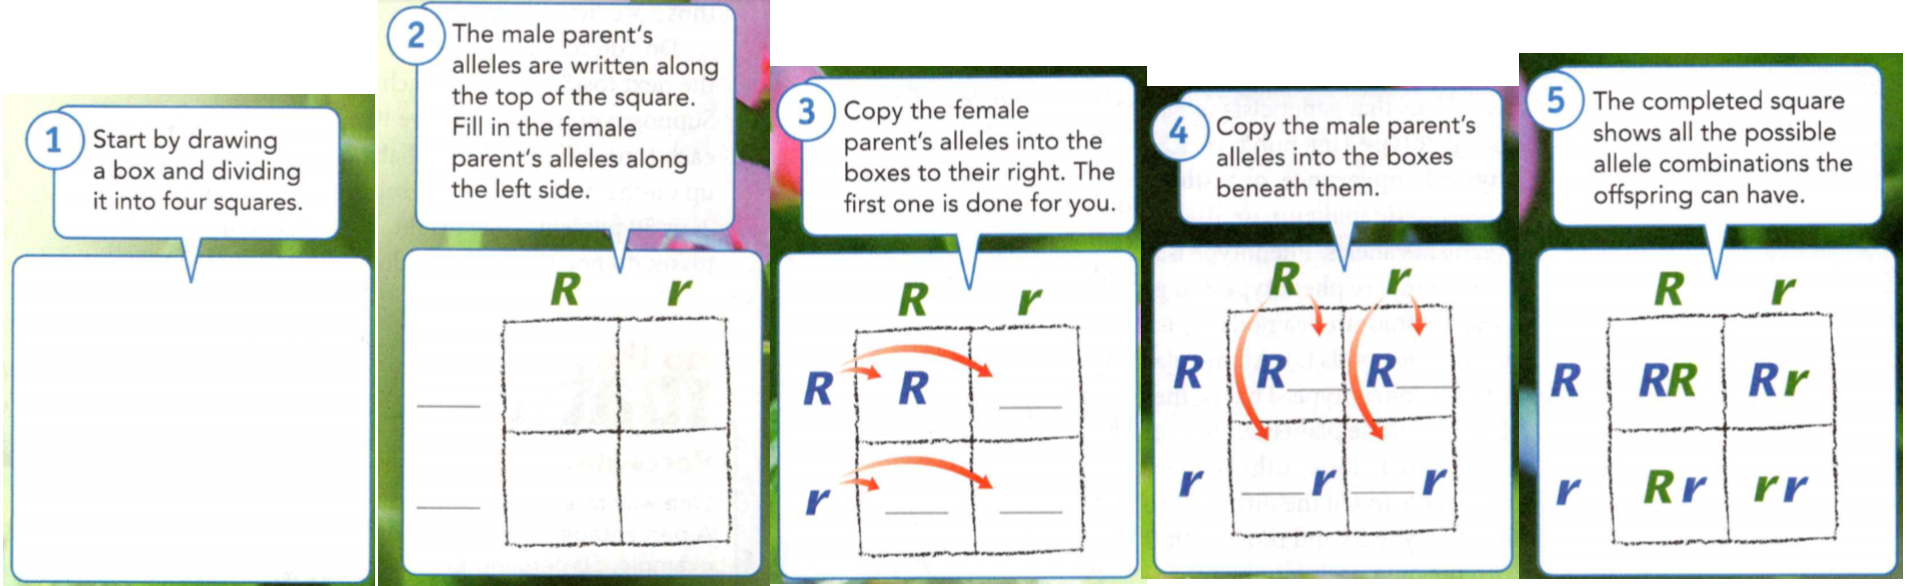 1
Start by drawing
a box and dividing
it into four squares.
2
The male parent's
alleles are written along
the top of the square.
Fill in the female
parent's alleles along
the left side.
R r
3
Copy the female
parent's alleles into the
boxes to their right. The
first one is done for you.
R r
R R
r
4
Copy the male parent's
alleles into the boxes
beneath them.
R r
R R R
r r r
5
The completed square
shows all the possible
allele combinations the
offspring can have.
R r
R RR Rr
r Rr rr